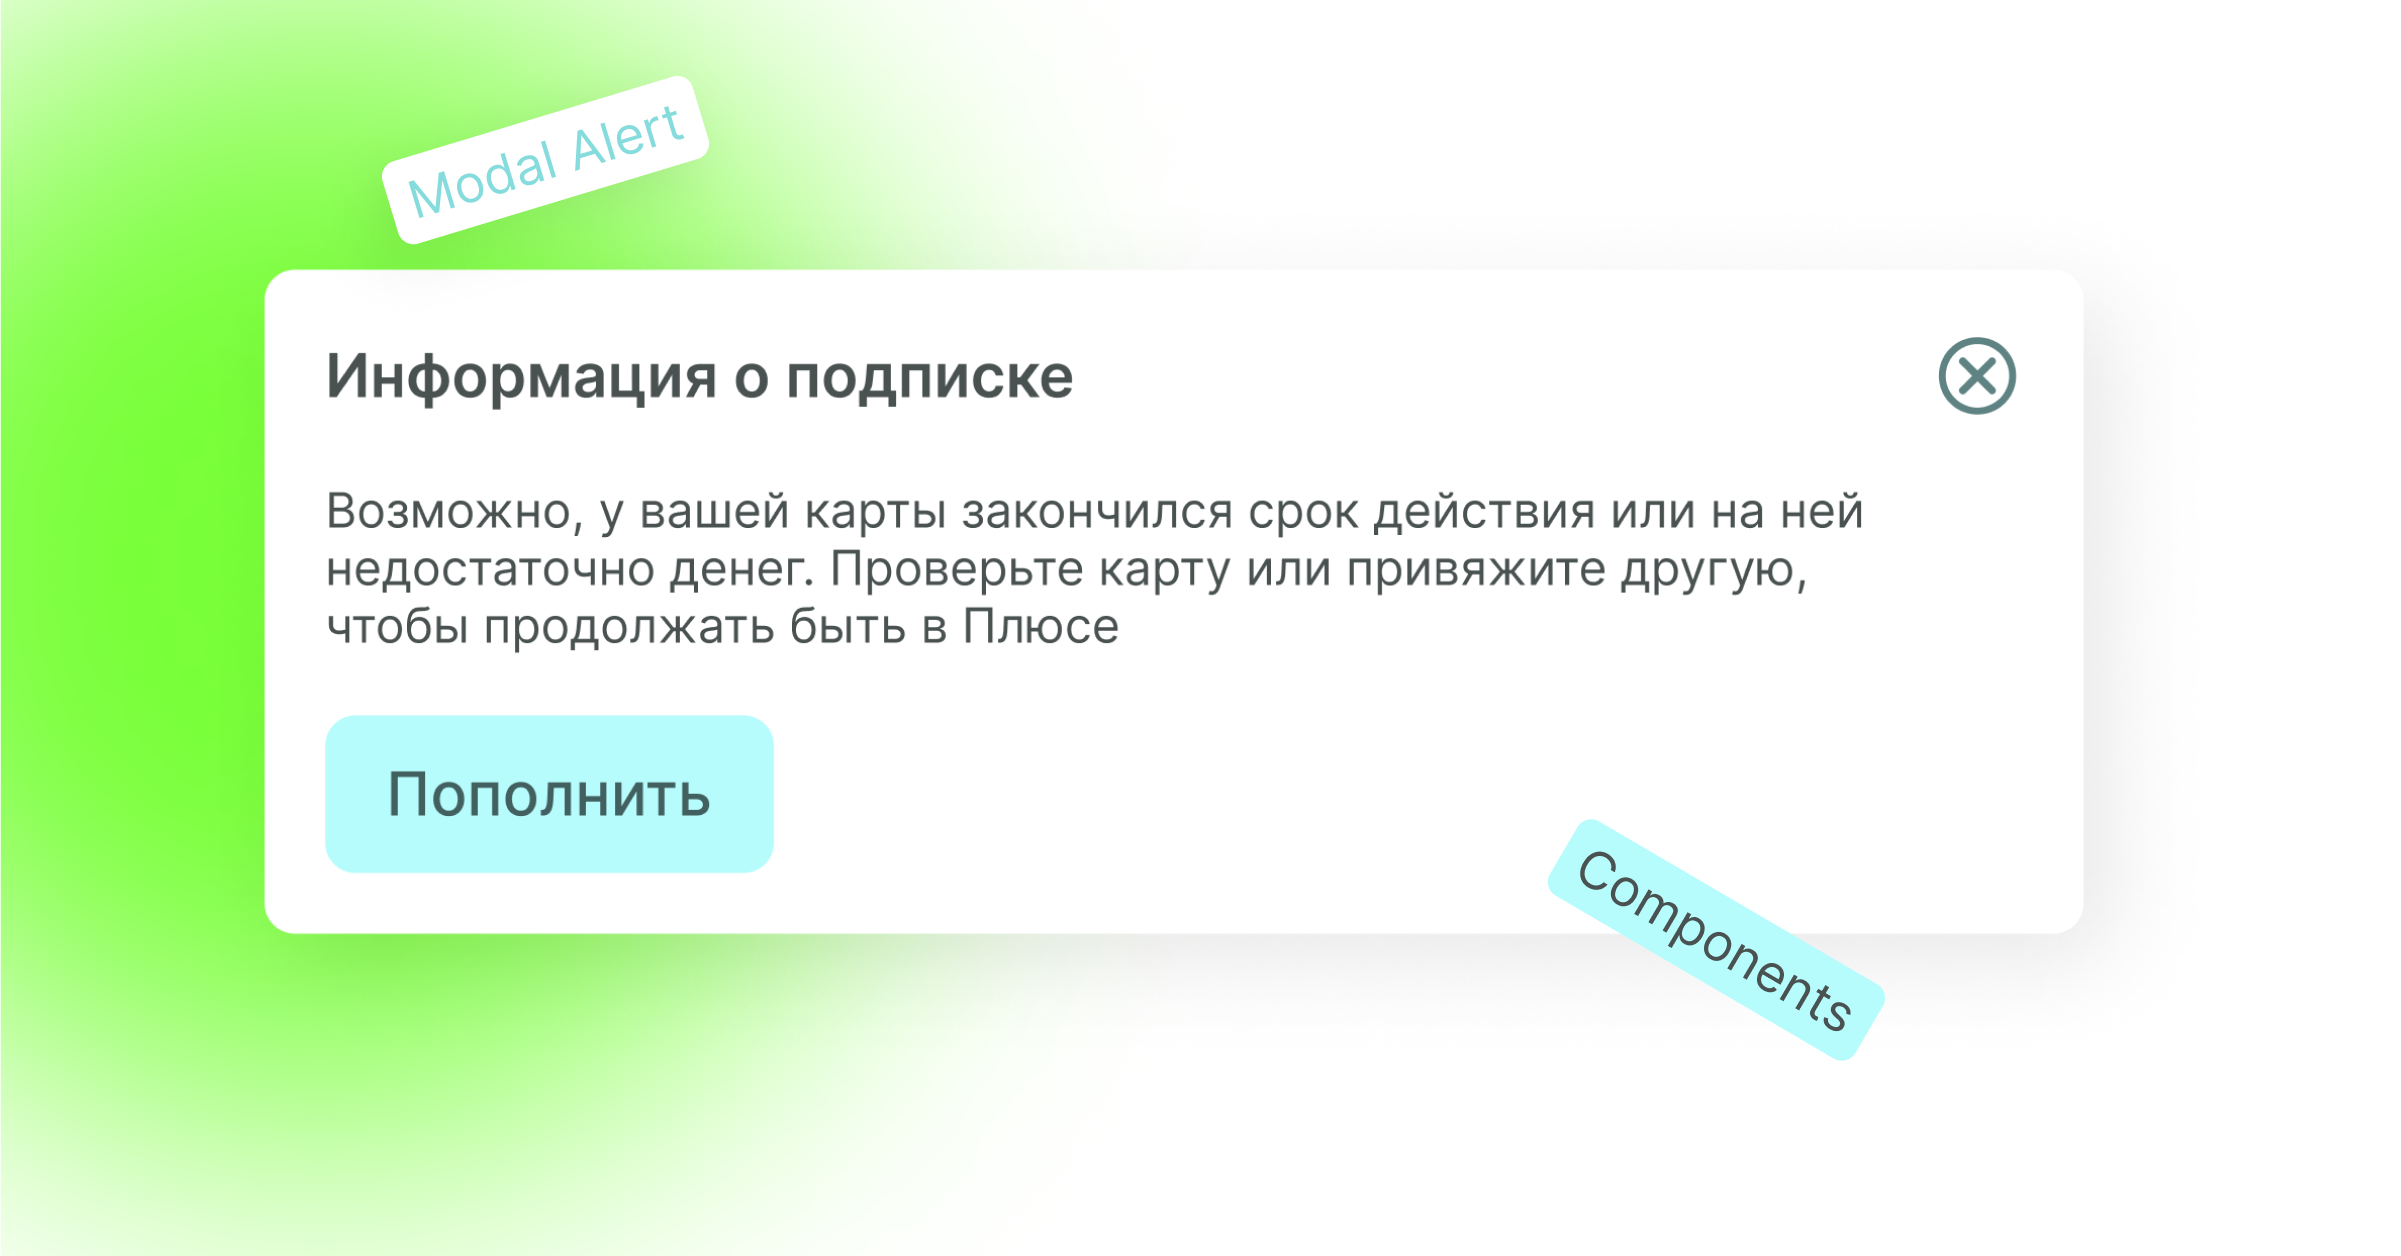 Modal Alert
Информация о подписке
Возможно, у вашей карты закончился срок действия или на ней
недостаточно денег. Проверьте карту или привяжите другую,
чтобы продолжать быть в Плюсе
Пополнить
Components